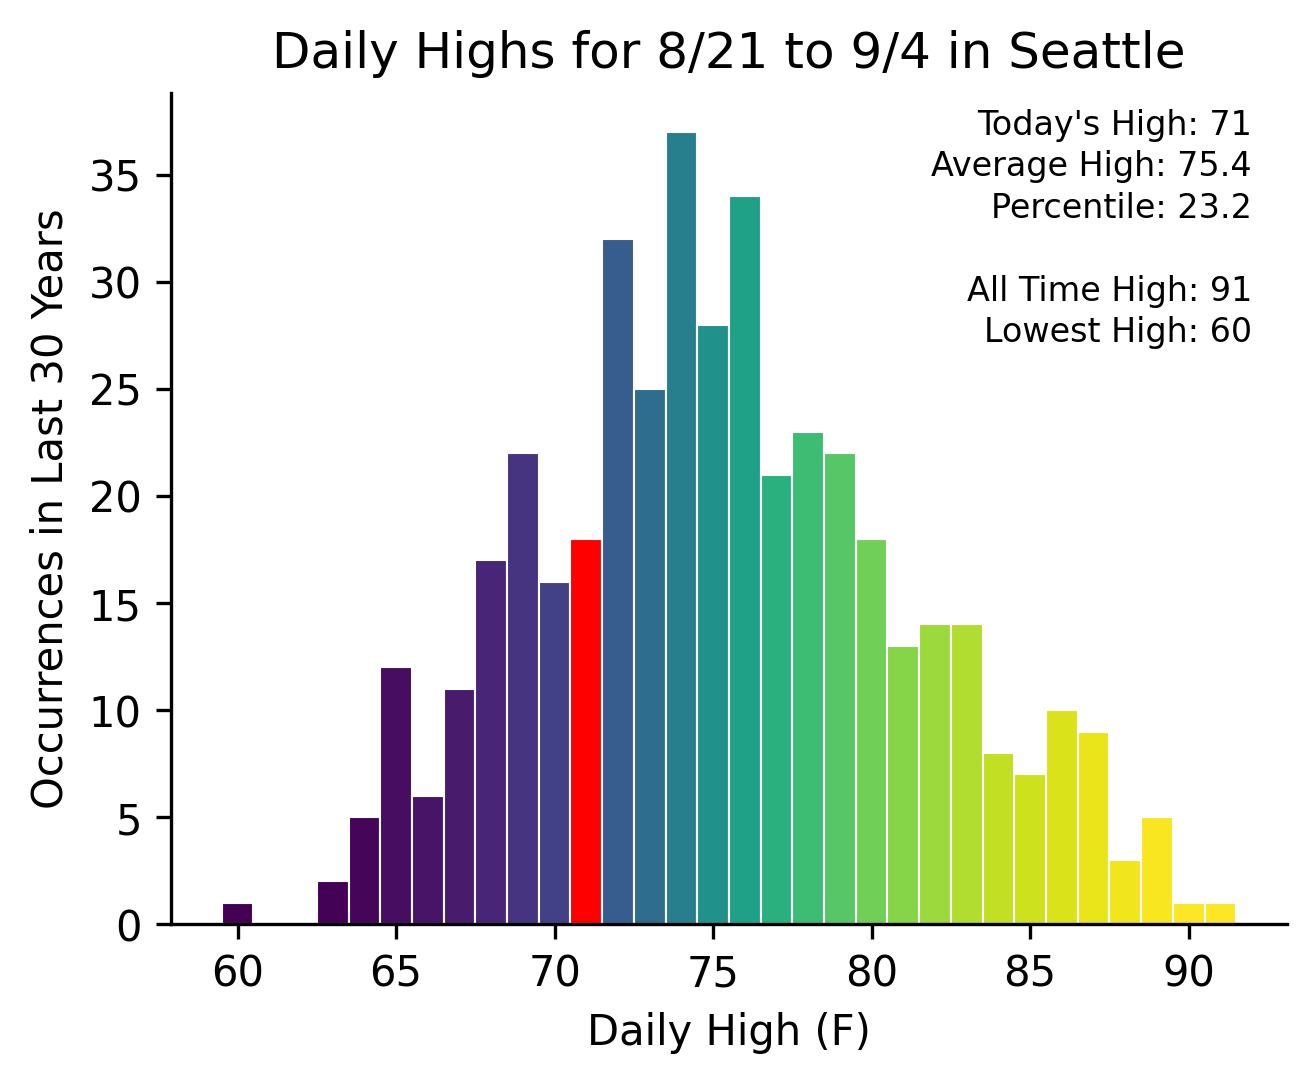 Daily Highs for 8/21 to 9/4 in Seattle
Today's High: 71
Average High: 75.4
Percentile: 23.2
All Time High: 91
Lowest High: 60
Occurrences in Last 30 Years
35
30
25
20
15
10
5
0
60 65 70 75 80 85 90
Daily High (F)